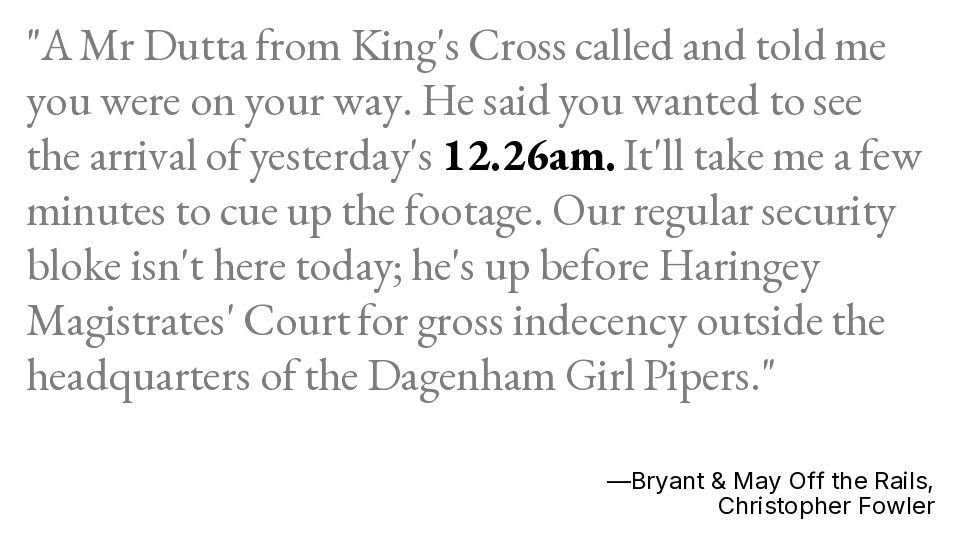 "A Mr Dutta from King's Cross called and told me
you were on your way. He said you wanted to see
the arrival of yesterday's 12.26am. It'll take me a few
minutes to cue up the footage. Our regular security
bloke isn't here today; he's up before Haringey
Magistrates' Court for gross indecency outside the
headquarters of the Dagenham Girl Pipers."
—Bryant & May Off the Rails,
Christopher Fowler